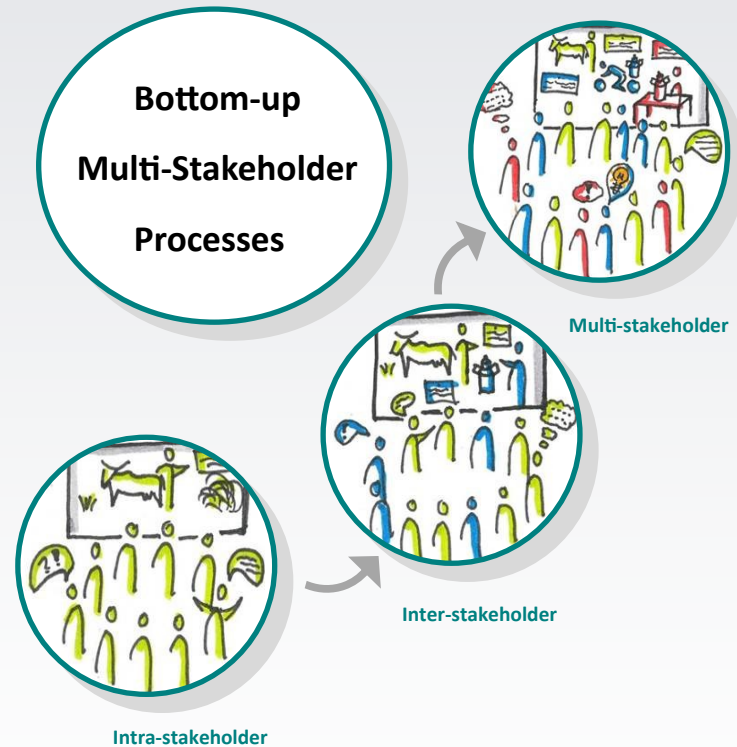 Bottom-up
Multi-Stakeholder
Processes
Multi-stakeholder
Inter-stakeholder
Intra-stakeholder